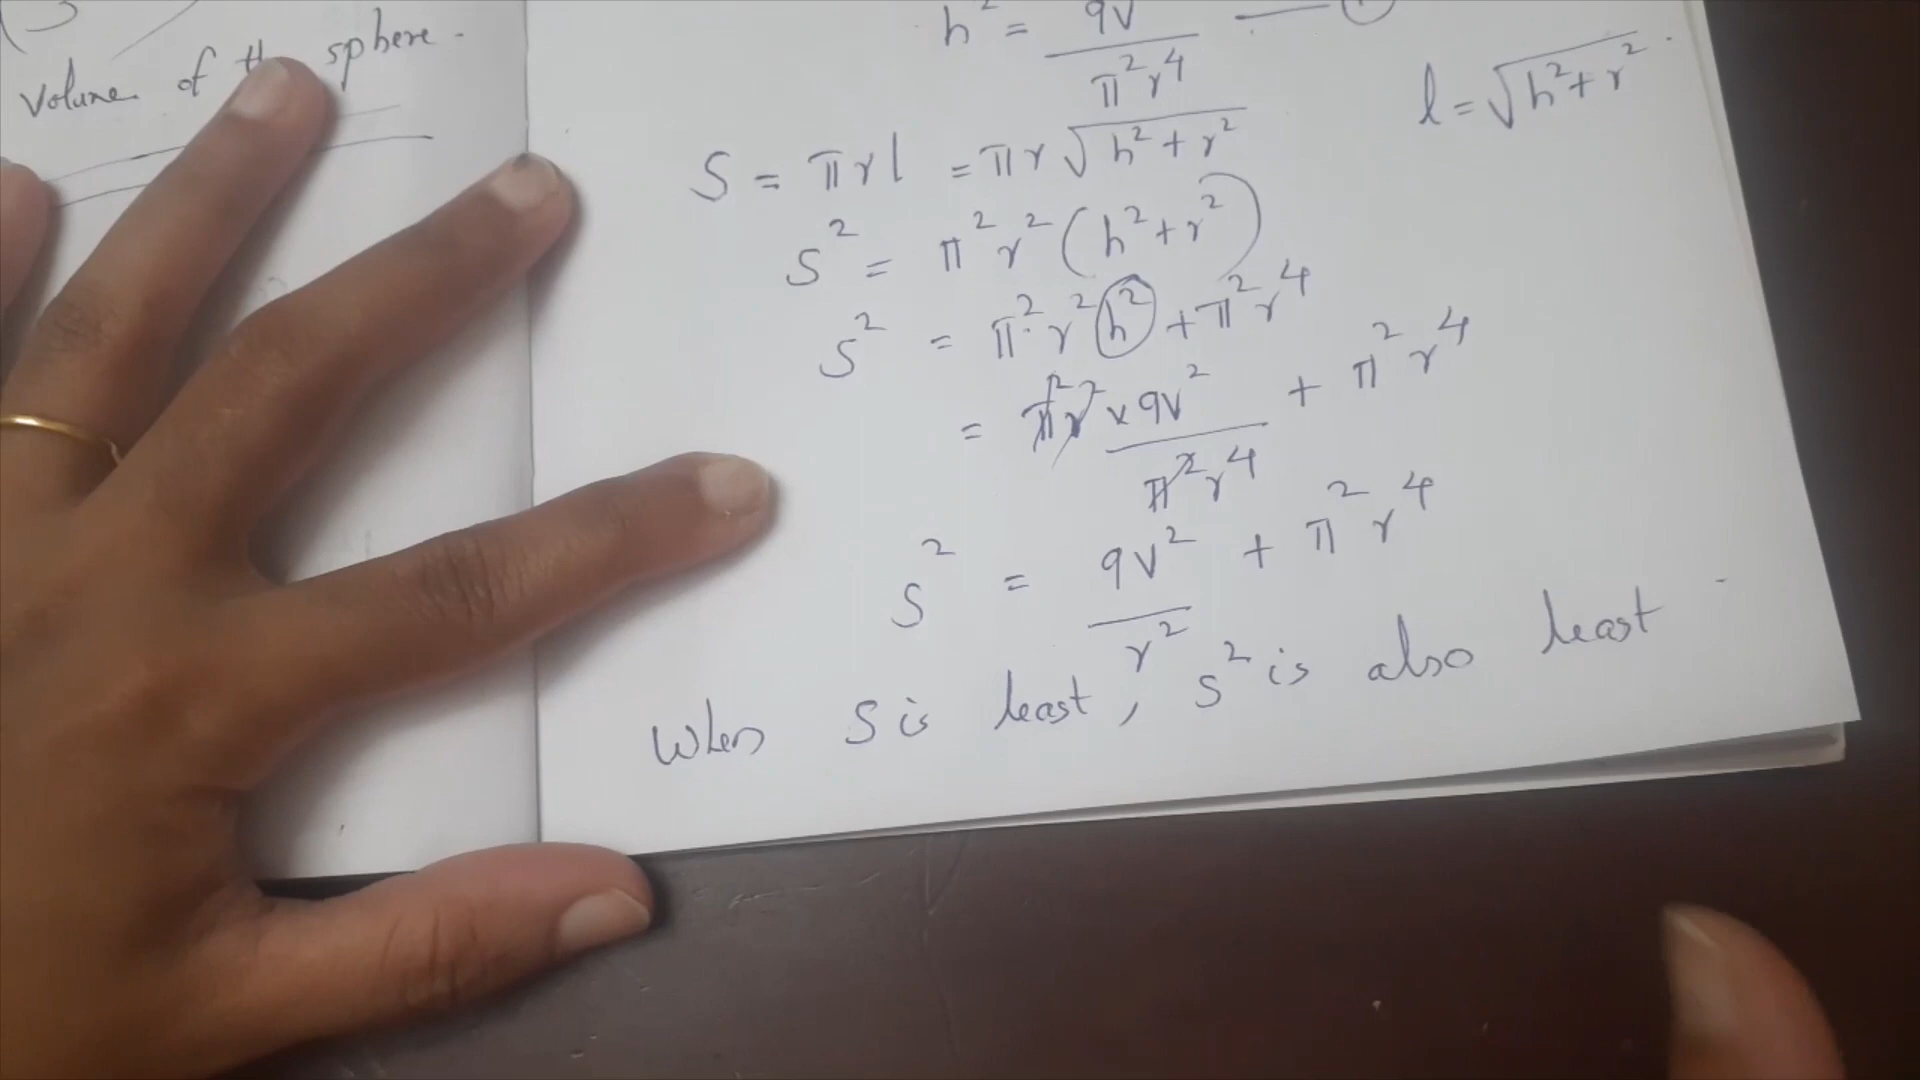 volume of the sphere.
h² = 9V / π²r⁴
l = √(h² + r²).
S = πrl = πr√(h² + r²)
S² = π²r²(h² + r²)
S² = π²r²h² + π²r⁴
= π²r² × 9V² / π²r⁴ + π²r⁴
S² = 9V² / r² + π²r⁴
When S is least, S² is also least